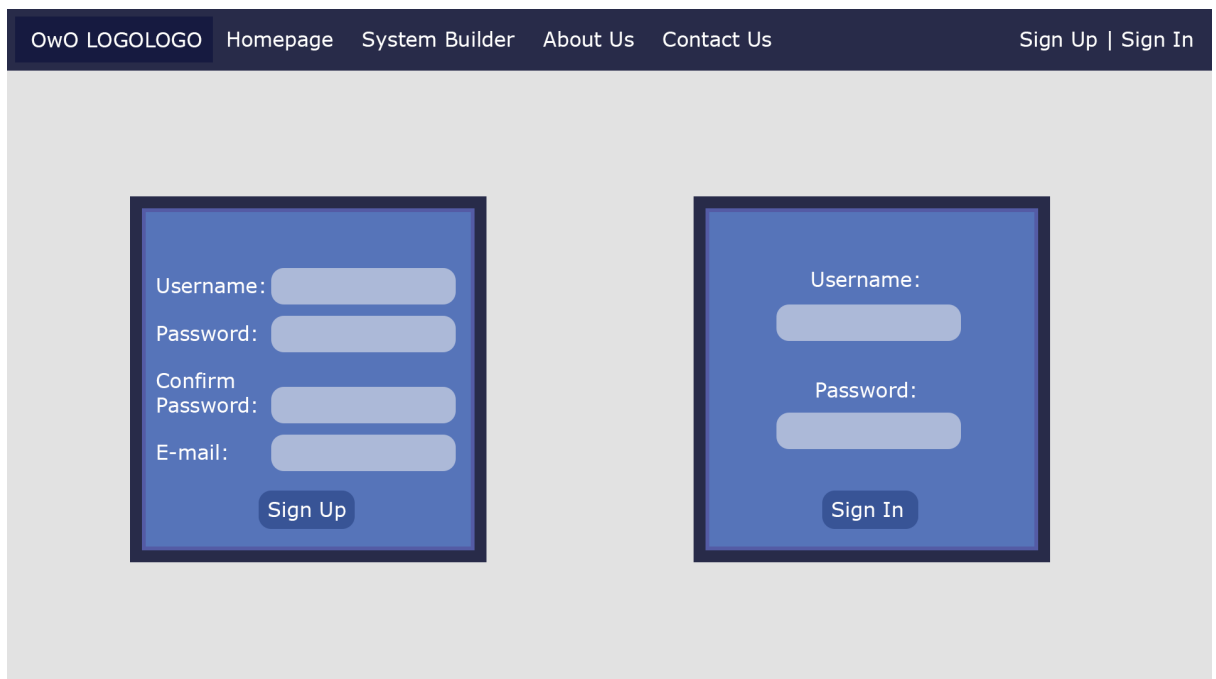 OwO LOGOLOGO Homepage System Builder About Us Contact Us Sign Up | Sign In
Username:
Password:
Confirm
Password:
E-mail:
Sign Up
Username:
Password:
Sign In